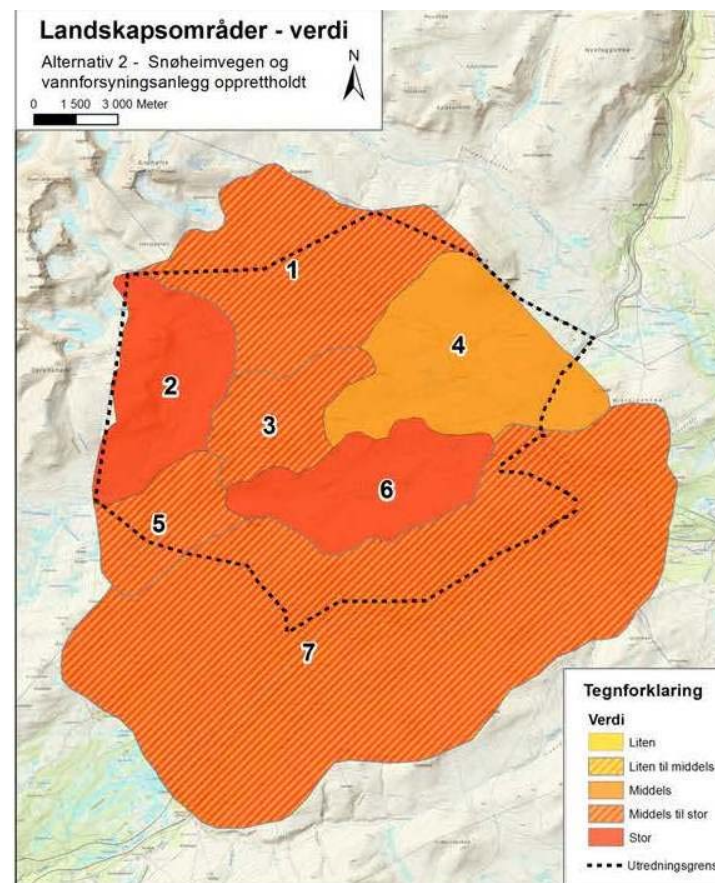 Landskapsområder - verdi
Alternativ 2 - Snøheimvegen og
vannforsyningsanlegg opprettholdt
N
0 1 500 3 000 Meter
1
2
3
4
5
6
7
Tegnforklaring
Verdi
Liten
Liten til middels
Middels
Middels til stor
Stor
Utredningsgrens